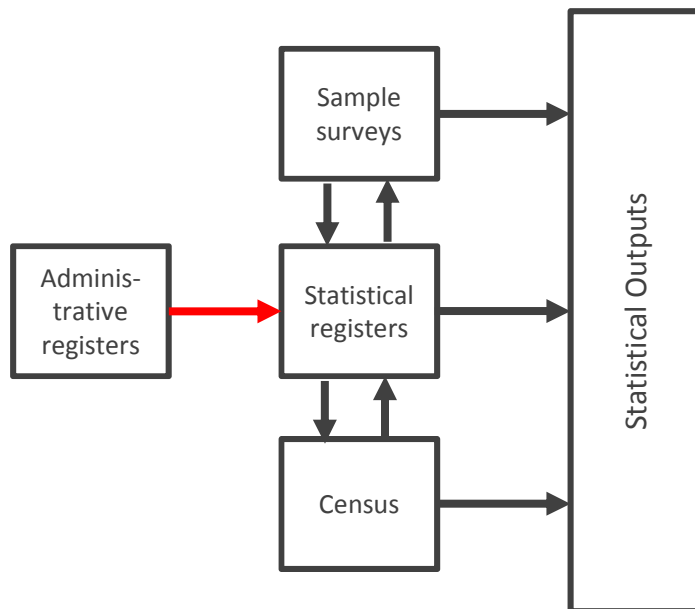 Sample
surveys
Adminis-
trative
registers
Statistical
registers
Census
Statistical Outputs